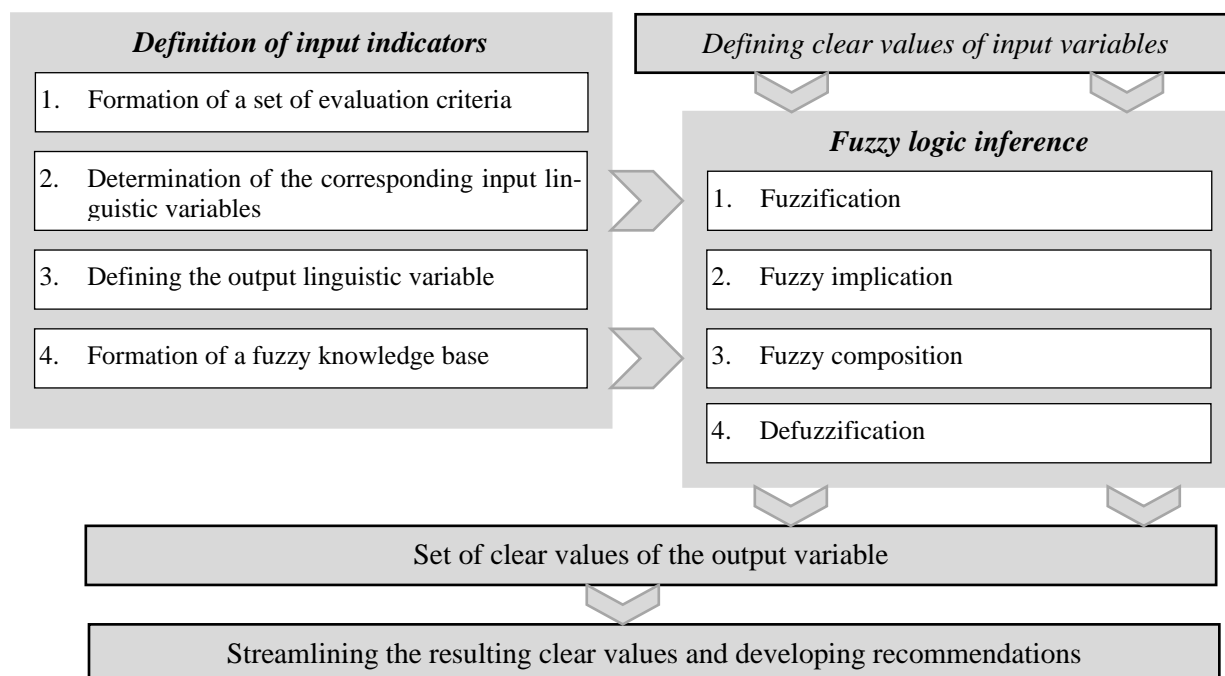 Definition of input indicators
1. Formation of a set of evaluation criteria
2. Determination of the corresponding input lin-
guistic variables
3. Defining the output linguistic variable
4. Formation of a fuzzy knowledge base
Defining clear values of input variables
Fuzzy logic inference
1. Fuzzification
2. Fuzzy implication
3. Fuzzy composition
4. Defuzzification
Set of clear values of the output variable
Streamlining the resulting clear values and developing recommendations